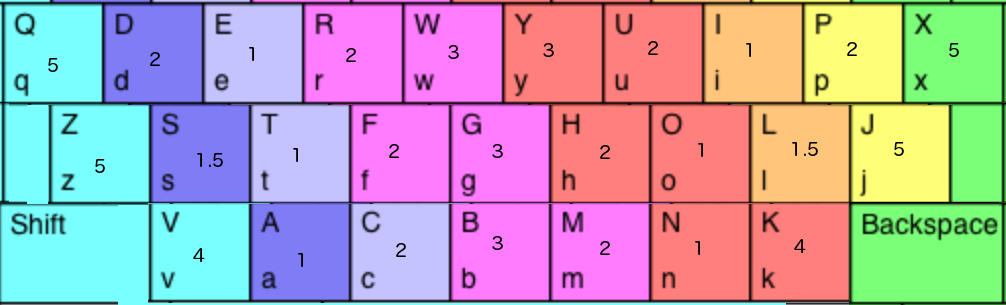 Q D E R W Y U I P X
5 2 1 2 3 3 2 1 2 5
q d e r w y u i p x
Z S T F G H O L J
5 1.5 1 2 3 2 1 1.5 5
z s t f g h o l j
Shift V A C B M N K Backspace
4 1 2 3 2 1 4
v a c b m n k